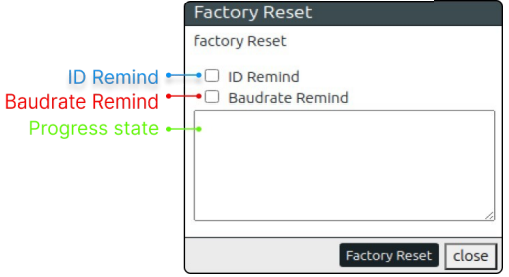 Factory Reset
factory Reset
ID Remind
ID Remind
Baudrate Remind
Baudrate Remind
Progress state
Factory Reset
close